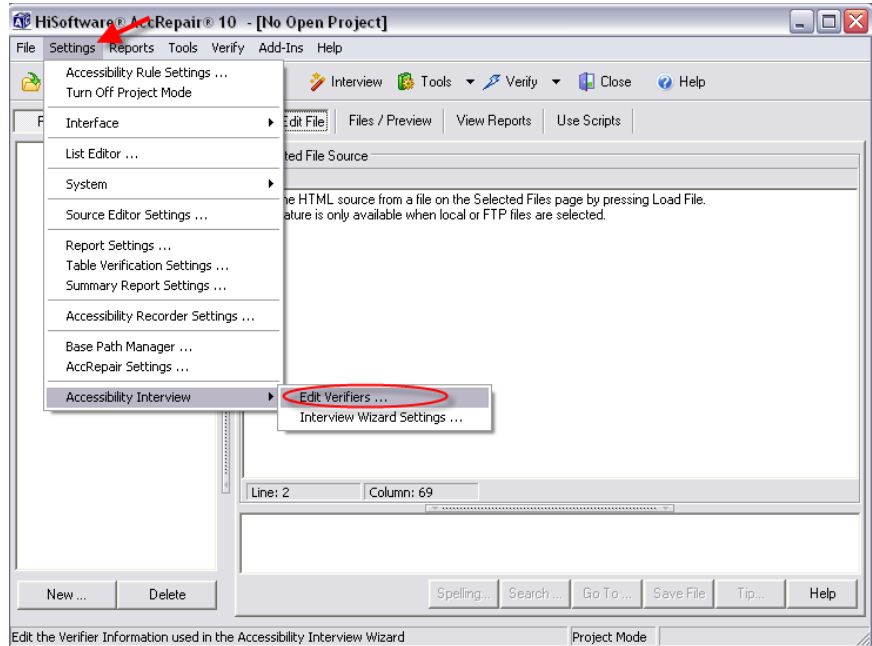 HiSoftware® AccRepair® 10 - [No Open Project]
File Settings Reports Tools Verify Add-Ins Help
Interview Tools Verify Close Help
Accessibility Rule Settings ...
Turn Off Project Mode
Interface
List Editor ...
System
Source Editor Settings ...
Report Settings ...
Table Verification Settings ...
Summary Report Settings ...
Accessibility Recorder Settings ...
Base Path Manager ...
AccRepair Settings ...
Accessibility Interview
Edit Verifiers ...
Interview Wizard Settings ...
Edit File Files / Preview View Reports Use Scripts
ted File Source
he HTML source from a file on the Selected Files page by pressing Load File.
ature is only available when local or FTP files are selected.
Line: 2 Column: 69
New ... Delete Spelling... Search ... Go To ... Save File Tip... Help
Edit the Verifier Information used in the Accessibility Interview Wizard Project Mode